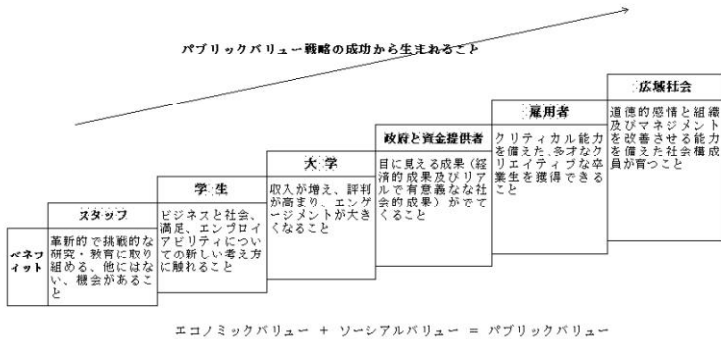 パブリックバリュー戦略の成功から生まれること
ベネフ
ィット
スタッフ
革新的で挑戦的な
研究・教育に取り
組める、他にはな
い、機会があるこ
と
学生
ビジネスと社会、
満足、エンプロイ
アビリティについ
ての新しい考え方
に触れること
大学
収入が増え、評判
が高まり、エンゲ
ージメントが大き
くなること
政府と資金提供者
目に見える成果（経
済的成果及びリア
ルで有意義なな社
会的成果）がでて
くること
雇用者
クリティカル能力
を備えた、多才なク
リエイティブな卒
業生を獲得できる
こと
広域社会
道徳的感情と組織
及びマネジメント
を改善させる能力
を備えた社会構成
員が育つこと
エコノミックバリュー + ソーシアルバリュー = パブリックバリュー